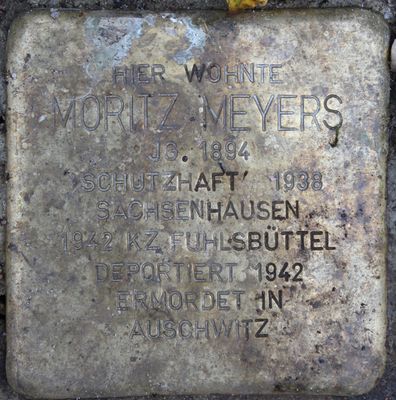 HIER WOHNTE
MORITZ MEYERS
JG. 1894
'SCHUTZHAFT' 1938
SACHSENHAUSEN
1942 KZ FUHLSBÜTTEL
DEPORTIERT 1942
ERMORDET IN
AUSCHWITZ